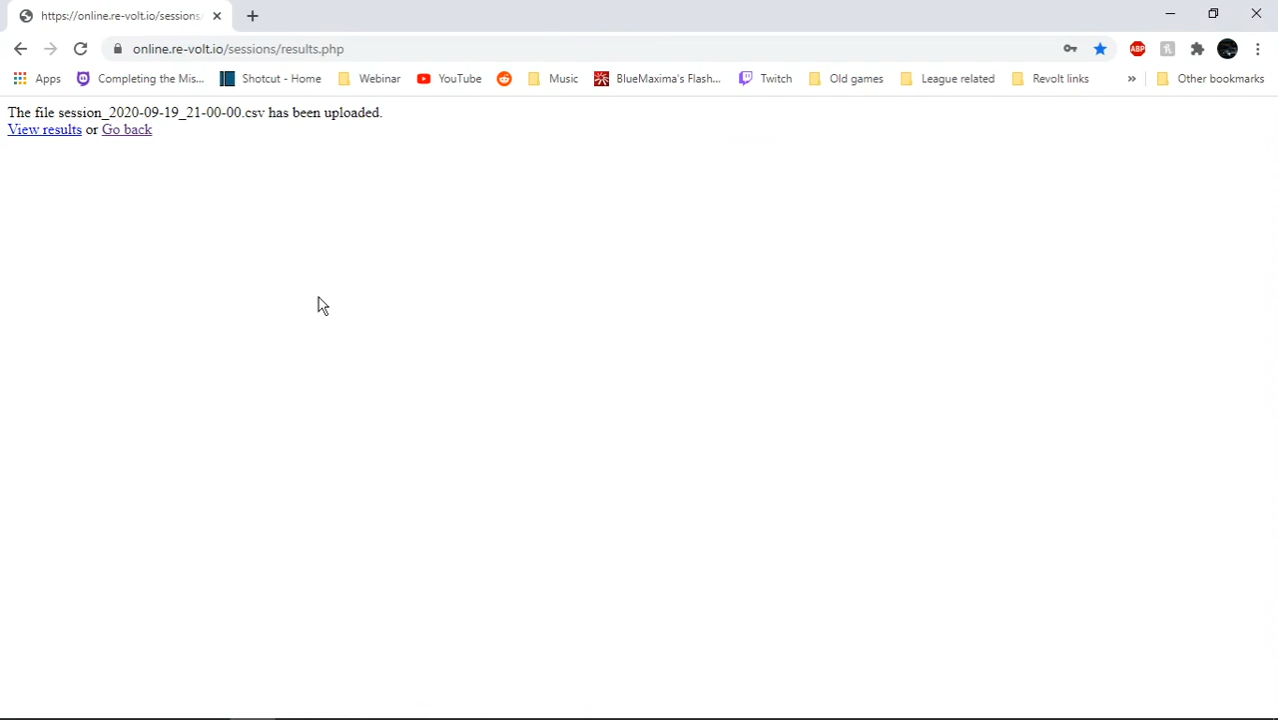 https://online.re-volt.io/sessions/
online.re-volt.io/sessions/results.php
ABP
Apps Completing the Mis... Shotcut - Home Webinar YouTube Music BlueMaxima's Flash... Twitch Old games League related Revolt links » Other bookmarks
The file session_2020-09-19_21-00-00.csv has been uploaded.
View results or Go back